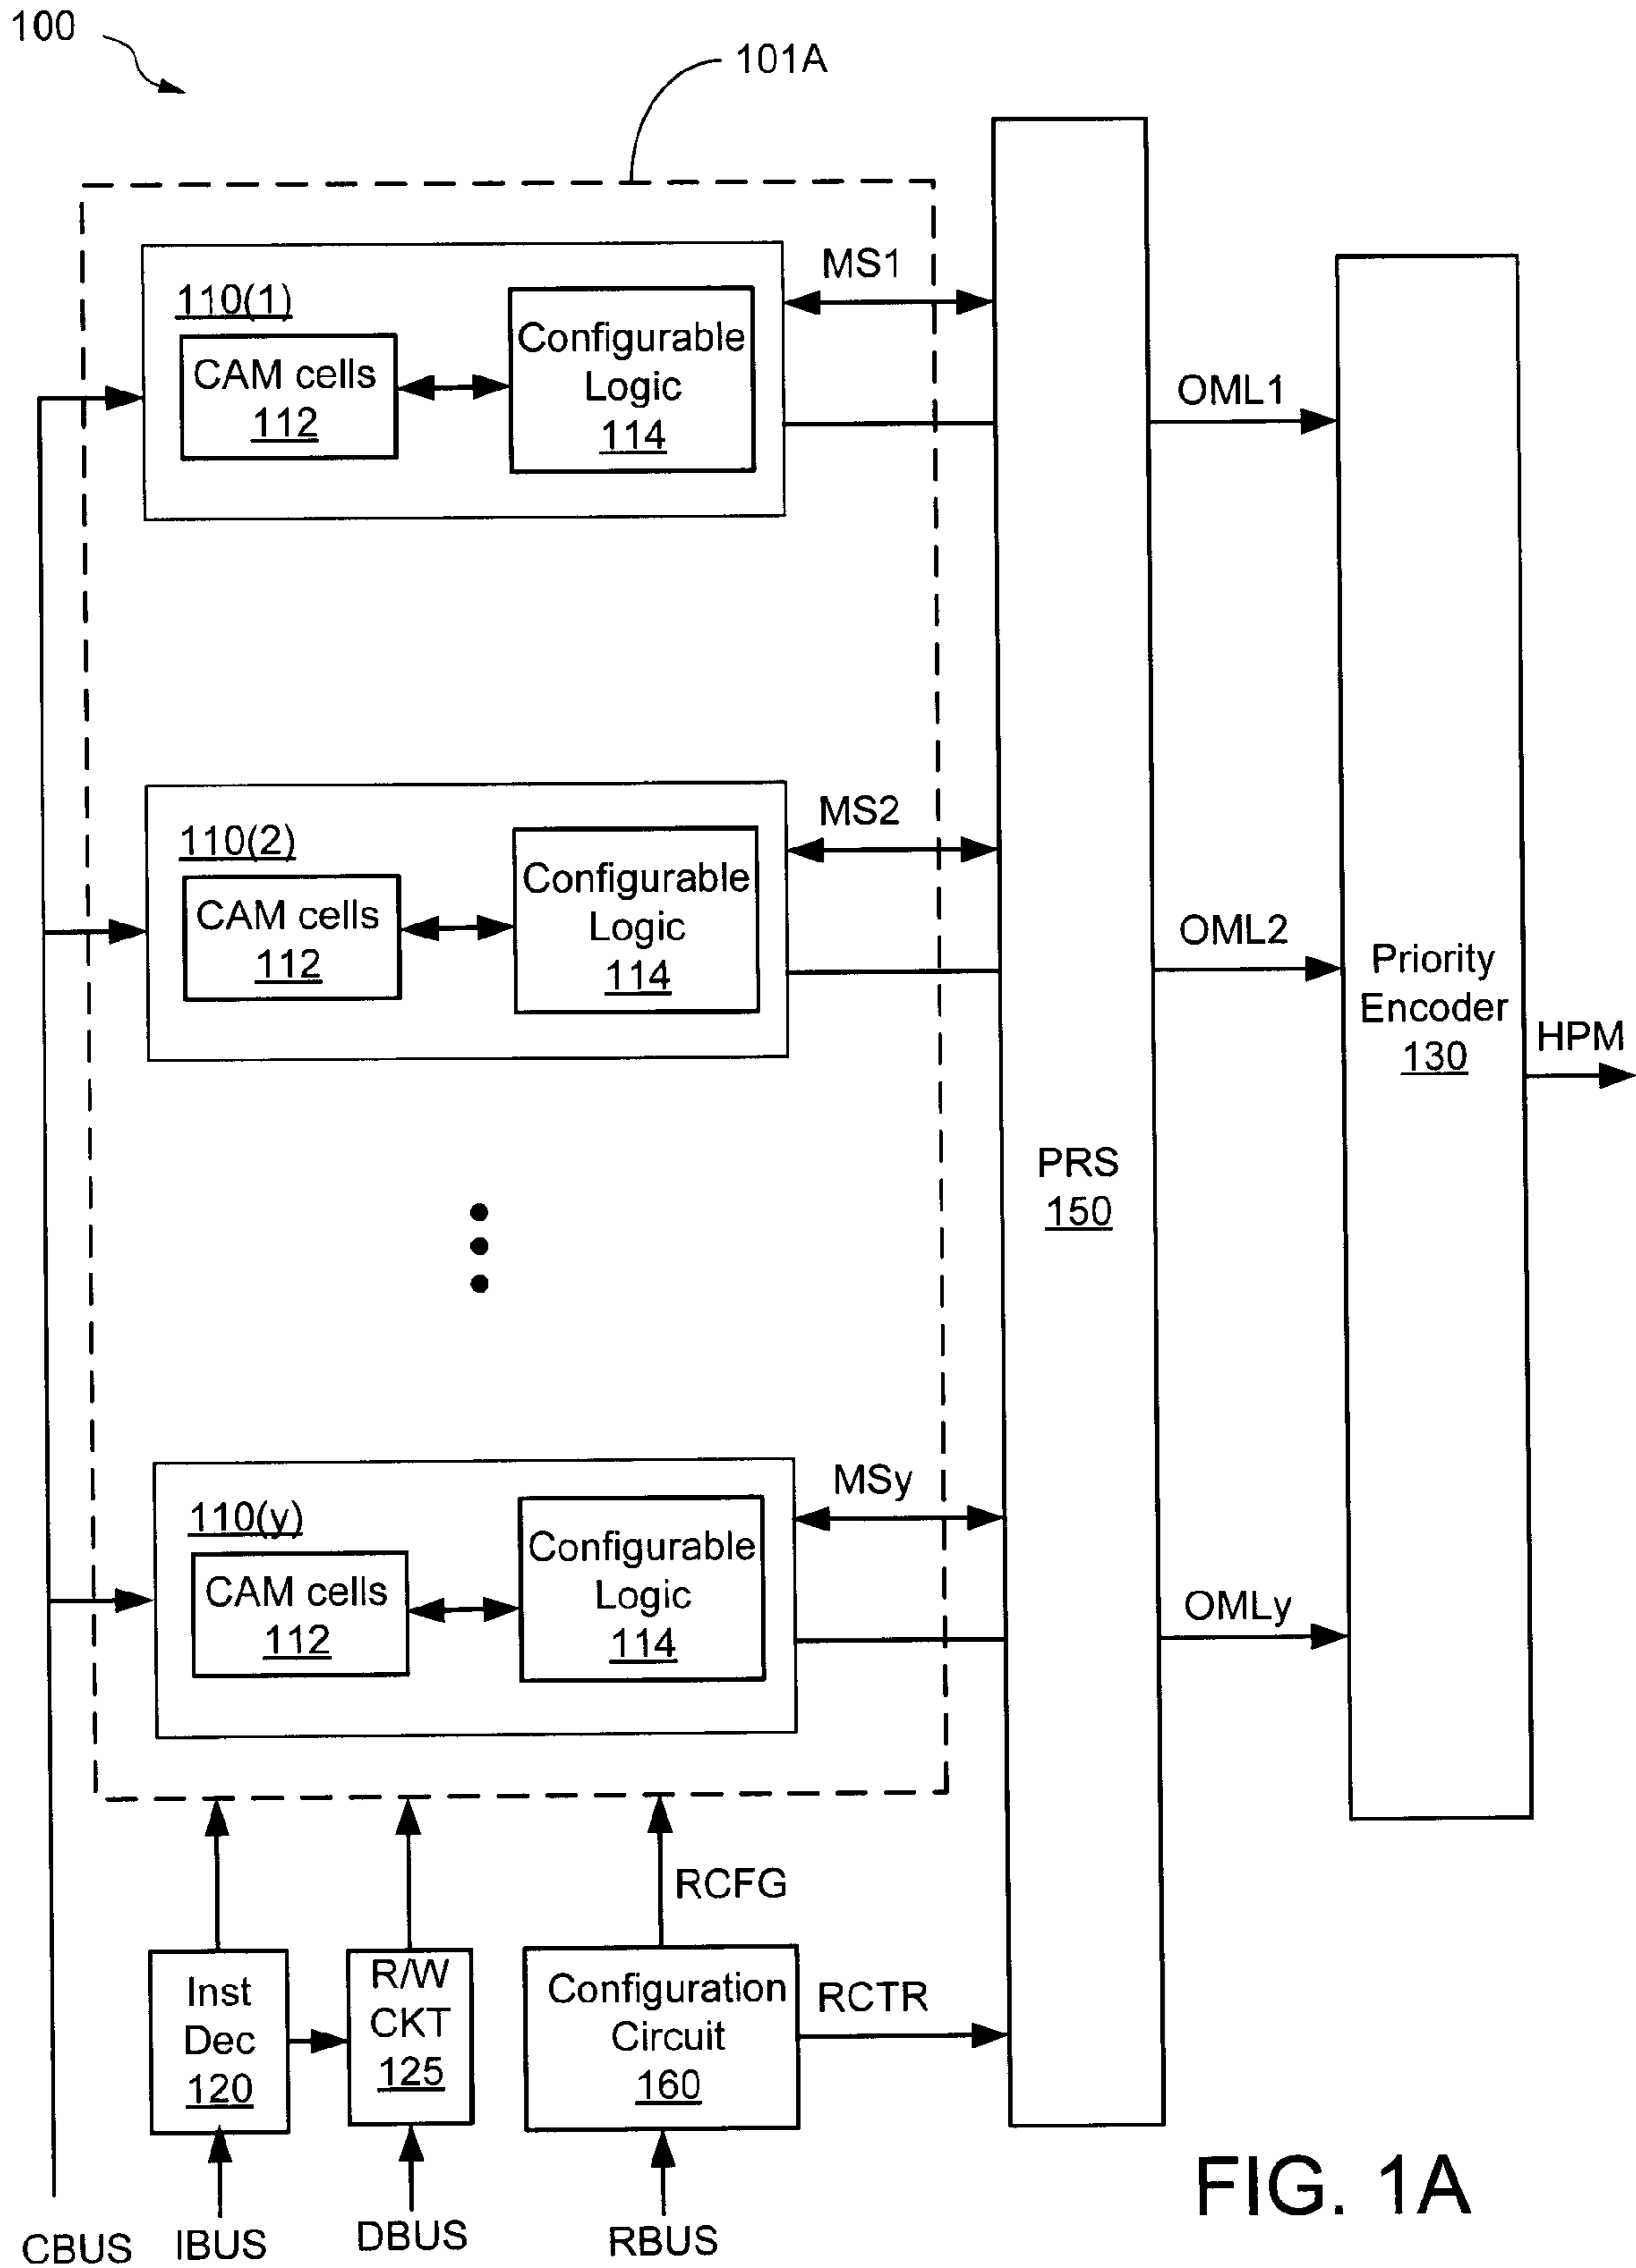 100
101A
110(1)
CAM cells
112
Configurable
Logic
114
MS1
OML1
110(2)
CAM cells
112
Configurable
Logic
114
MS2
OML2
Priority
Encoder
130
HPM
PRS
150
110(y)
CAM cells
112
Configurable
Logic
114
MSy
OMLy
RCFG
Inst
Dec
120
R/W
CKT
125
Configuration
Circuit
160
RCTR
CBUS
IBUS
DBUS
RBUS
FIG. 1A